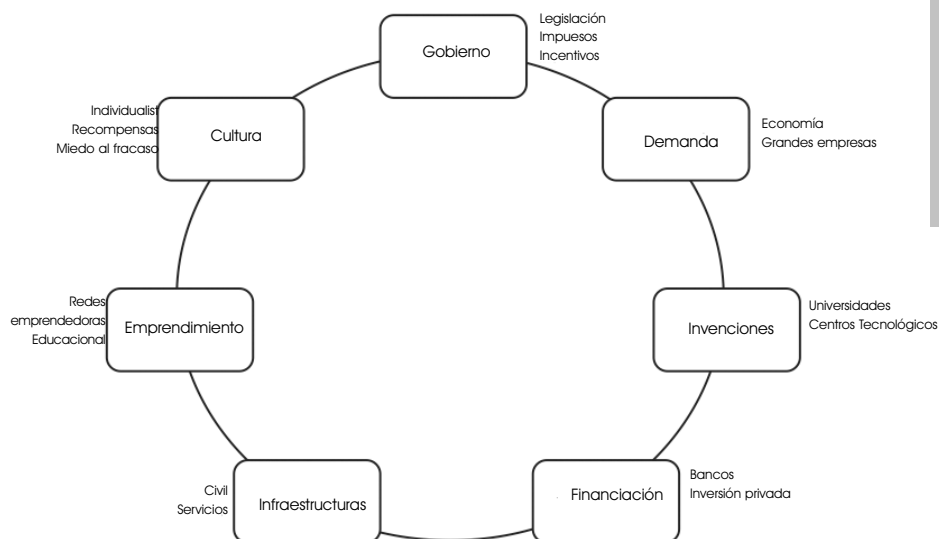 Gobierno
Legislación
Impuesos
Incentivos
Demanda
Economía
Grandes empresas
Invenciones
Universidades
Centros Tecnológicos
Financiación
Bancos
Inversión privada
Infraestructuras
Civil
Servicios
Emprendimiento
Redes
emprendedoras
Educacional
Cultura
Individualist
Recompensas
Miedo al fracaso